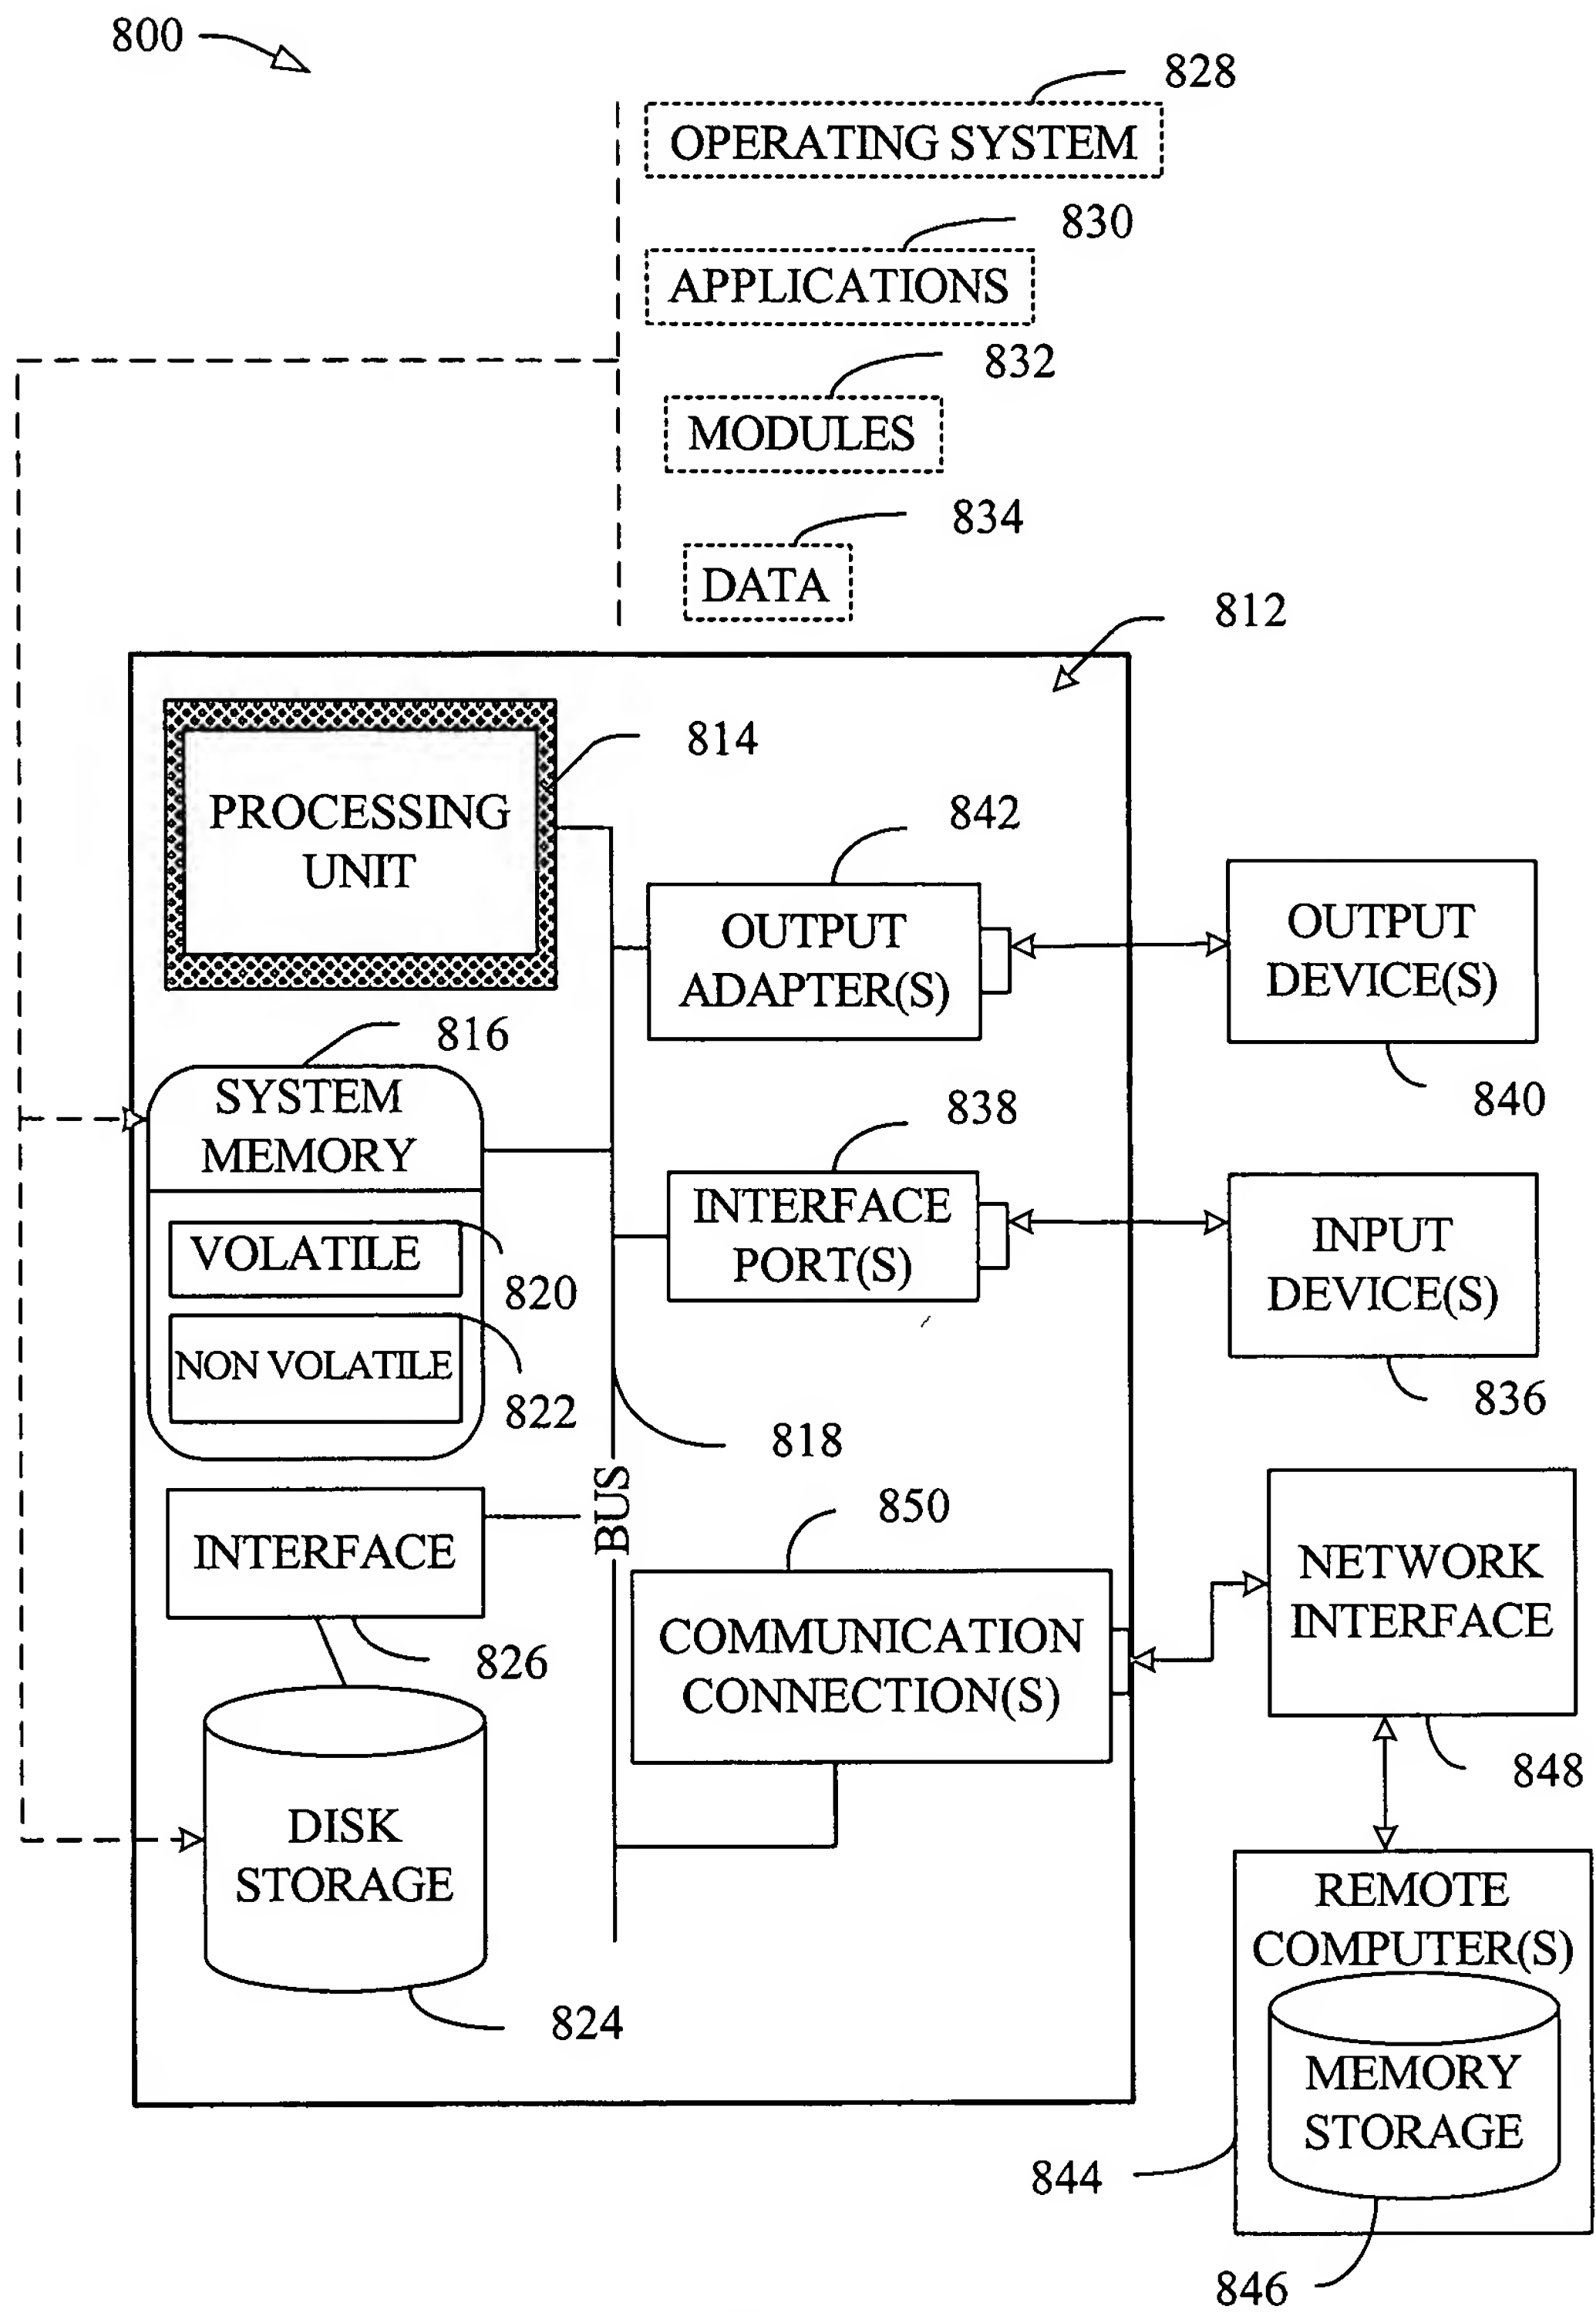 800
828
OPERATING SYSTEM
830
APPLICATIONS
832
MODULES
834
DATA
812
814
PROCESSING
UNIT
842
OUTPUT
ADAPTER(S)
OUTPUT
DEVICE(S)
840
816
SYSTEM
MEMORY
838
INTERFACE
PORT(S)
INPUT
DEVICE(S)
836
VOLATILE
820
NON VOLATILE
822
818
BUS
INTERFACE
826
850
COMMUNICATION
CONNECTION(S)
NETWORK
INTERFACE
848
DISK
STORAGE
824
REMOTE
COMPUTER(S)
MEMORY
STORAGE
844
846